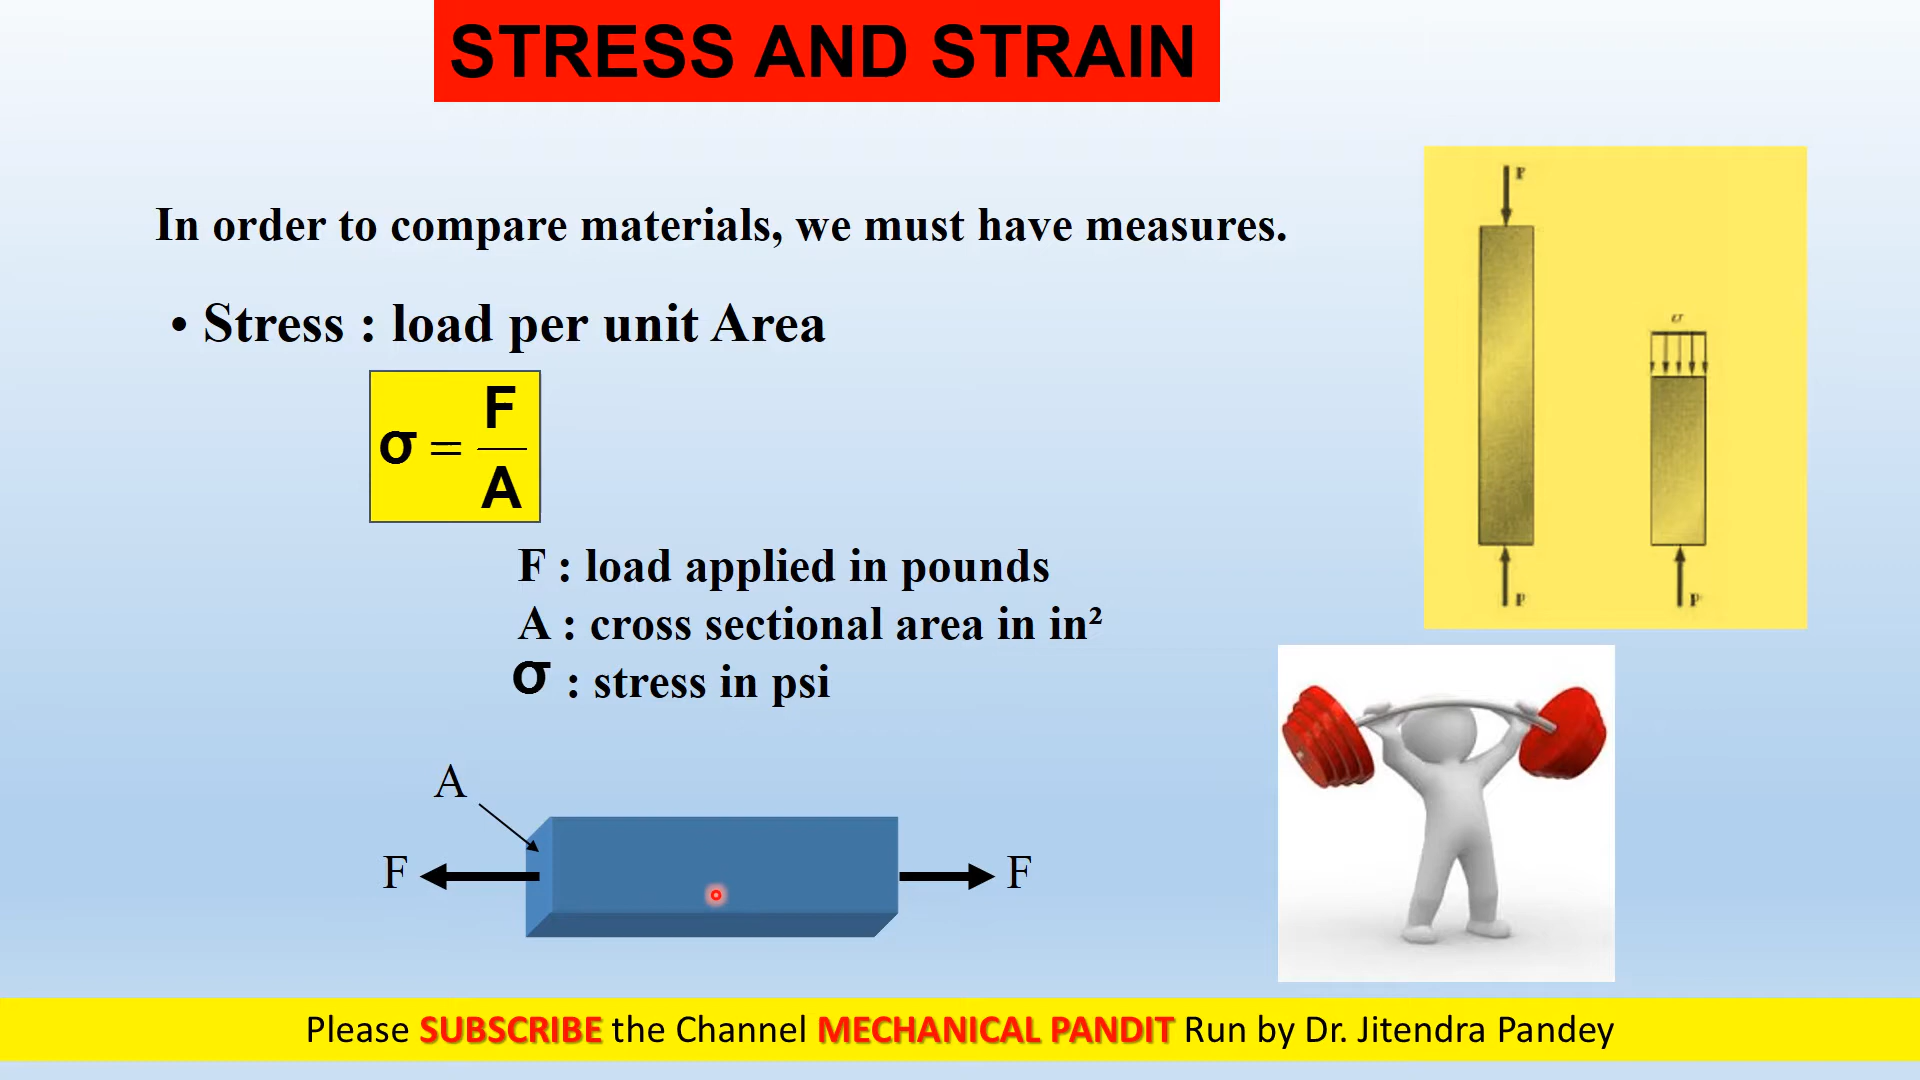 STRESS AND STRAIN
In order to compare materials, we must have measures.
• Stress : load per unit Area
σ = F
A
F : load applied in pounds
A : cross sectional area in in²
σ : stress in psi
A
F
F
P
σ
P
P
Please SUBSCRIBE the Channel MECHANICAL PANDIT Run by Dr. Jitendra Pandey